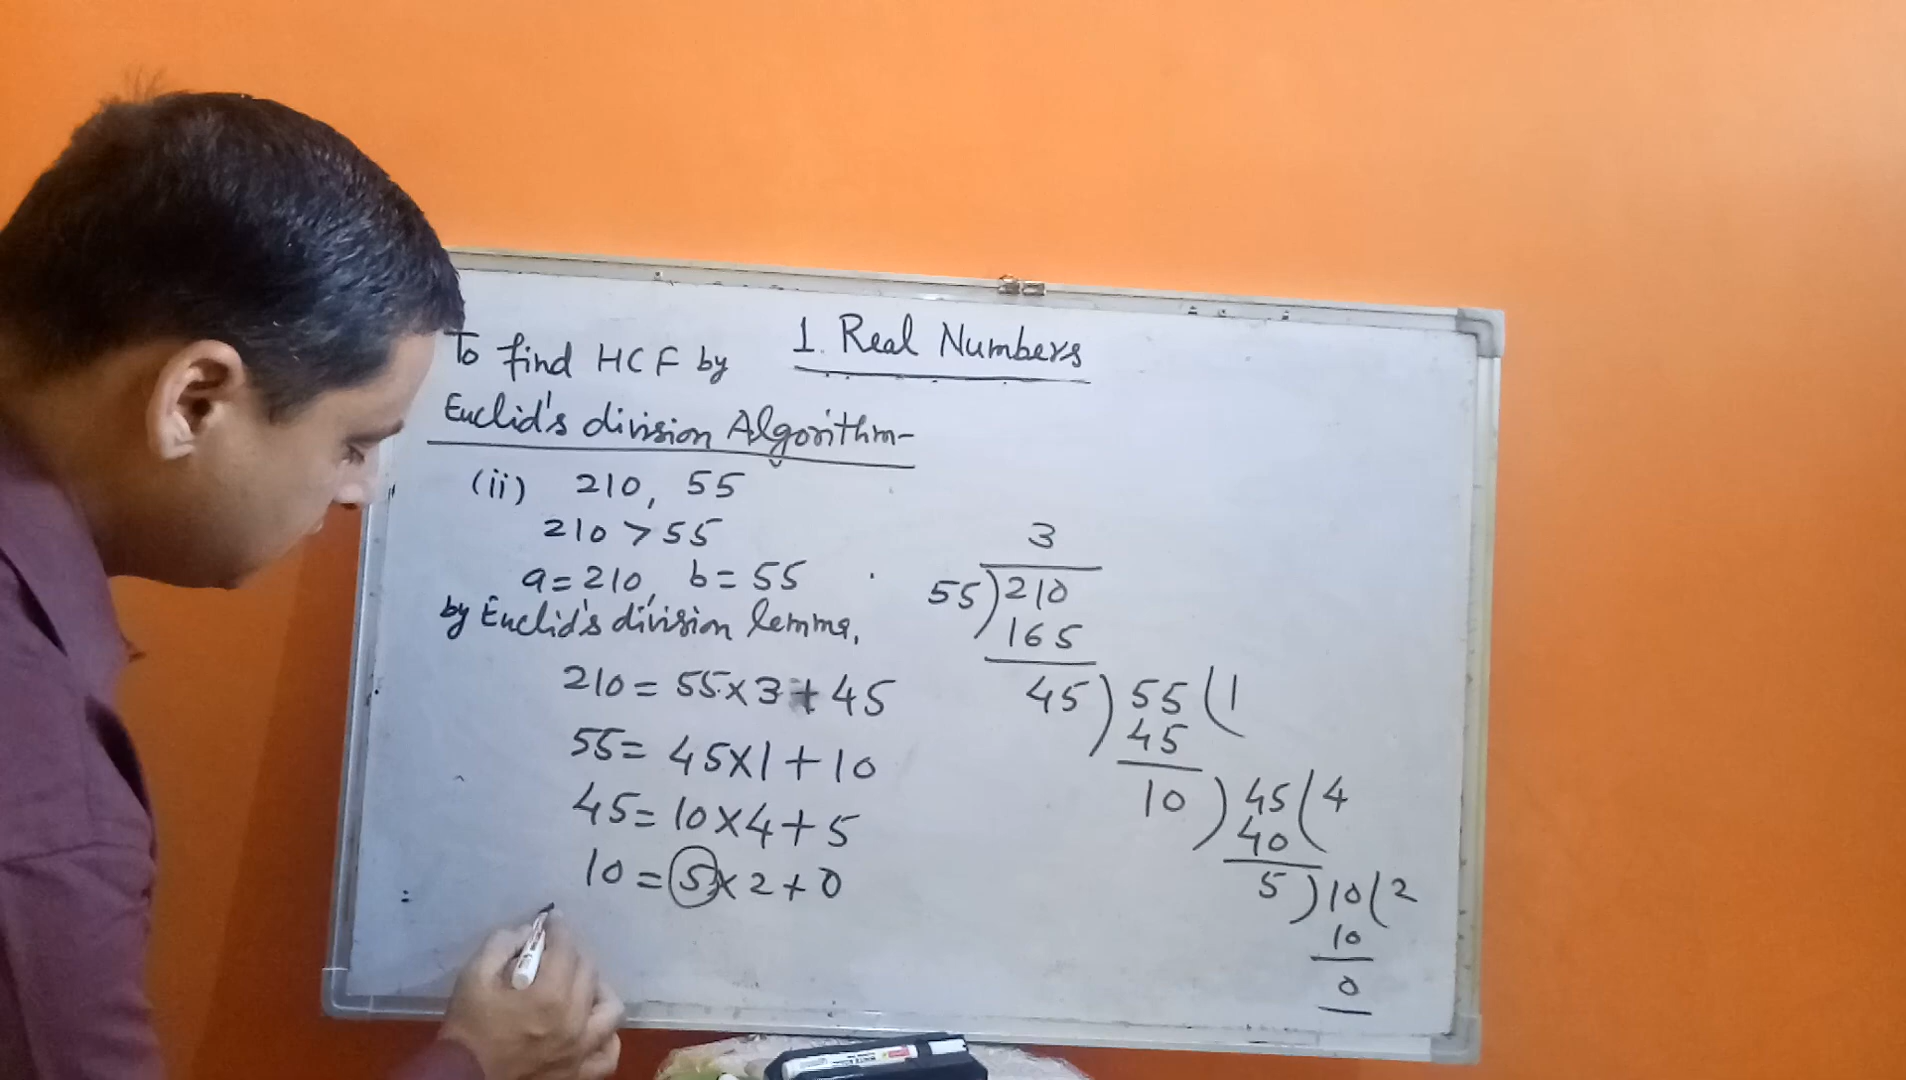 1. Real Numbers
To find HCF by
Euclid's division Algorithm-
(ii) 210, 55
210 > 55
a=210, b=55
by Euclid's division lemma,
210 = 55×3+45
55 = 45×1+10
45 = 10×4+5
10 = 5×2+0
3
55)210
165
45)55(1
45
10)45(4
40
5)10(2
10
0